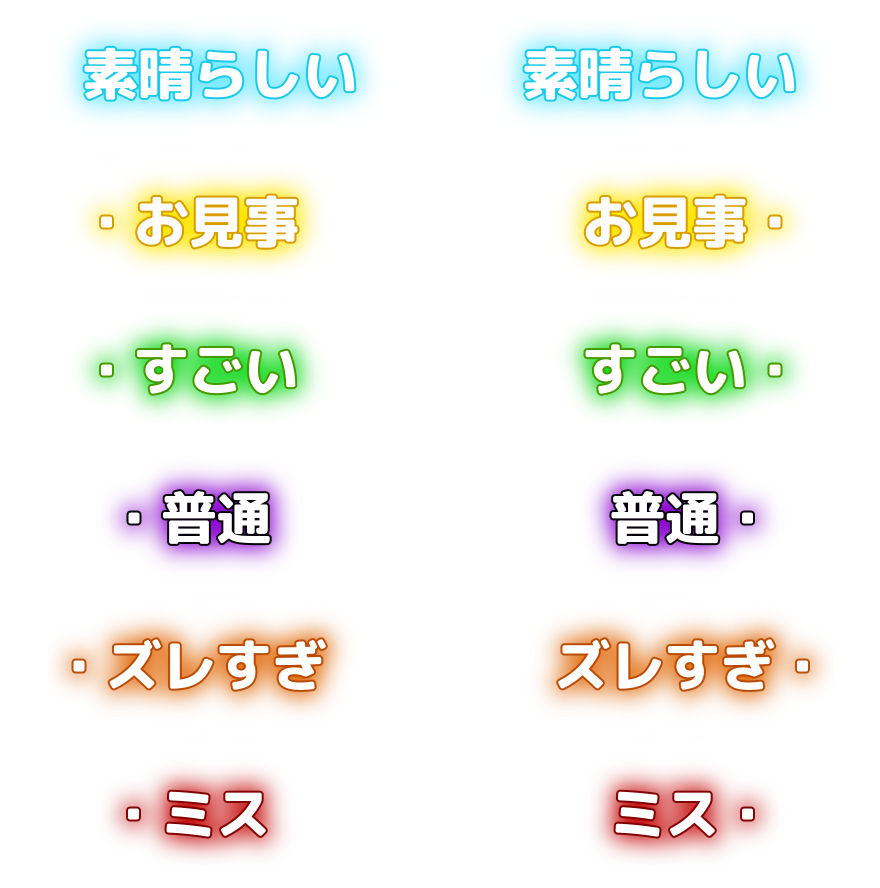 素晴らしい 素晴らしい
· お見事 お見事 ·
· すごい すごい ·
· 普通 普通 ·
· ズレすぎ ズレすぎ ·
· ミス ミス ·